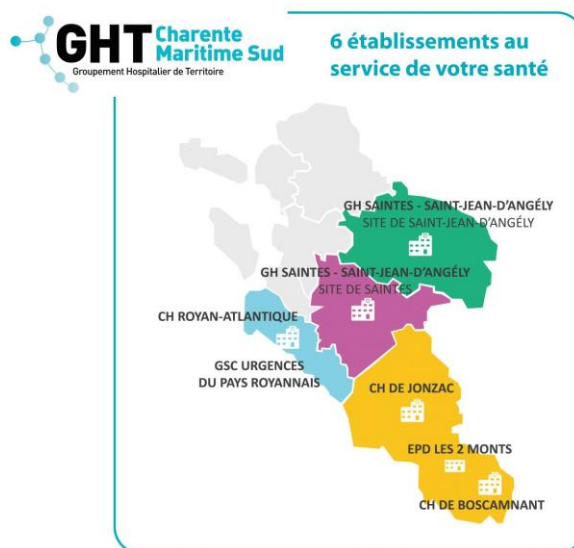 GHT Charente
Maritime Sud
Groupement Hospitalier de Territoire
6 établissements au
service de votre santé
GH SAINTES - SAINT-JEAN-D'ANGÉLY
SITE DE SAINT-JEAN-D'ANGÉLY
GH SAINTES - SAINT-JEAN-D'ANGÉLY
SITE DE SAINTES
CH ROYAN-ATLANTIQUE
GSC URGENCES
DU PAYS ROYANNAIS
CH DE JONZAC
EPD LES 2 MONTS
CH DE BOSCAMNANT